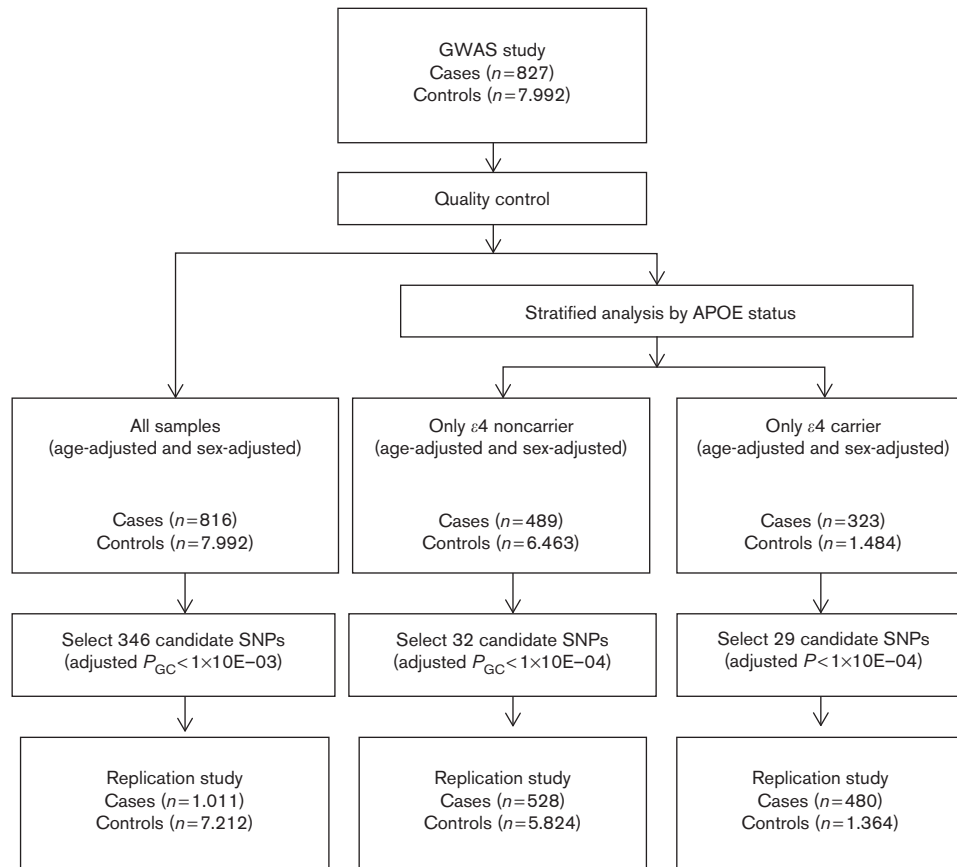 GWAS study
Cases (n=827)
Controls (n=7.992)
Quality control
Stratified analysis by APOE status
All samples
(age-adjusted and sex-adjusted)
Cases (n=816)
Controls (n=7.992)
Only ε4 noncarrier
(age-adjusted and sex-adjusted)
Cases (n=489)
Controls (n=6.463)
Only ε4 carrier
(age-adjusted and sex-adjusted)
Cases (n=323)
Controls (n=1.484)
Select 346 candidate SNPs
(adjusted PGC<1×10E−03)
Select 32 candidate SNPs
(adjusted PGC<1×10E−04)
Select 29 candidate SNPs
(adjusted P<1×10E−04)
Replication study
Cases (n=1.011)
Controls (n=7.212)
Replication study
Cases (n=528)
Controls (n=5.824)
Replication study
Cases (n=480)
Controls (n=1.364)